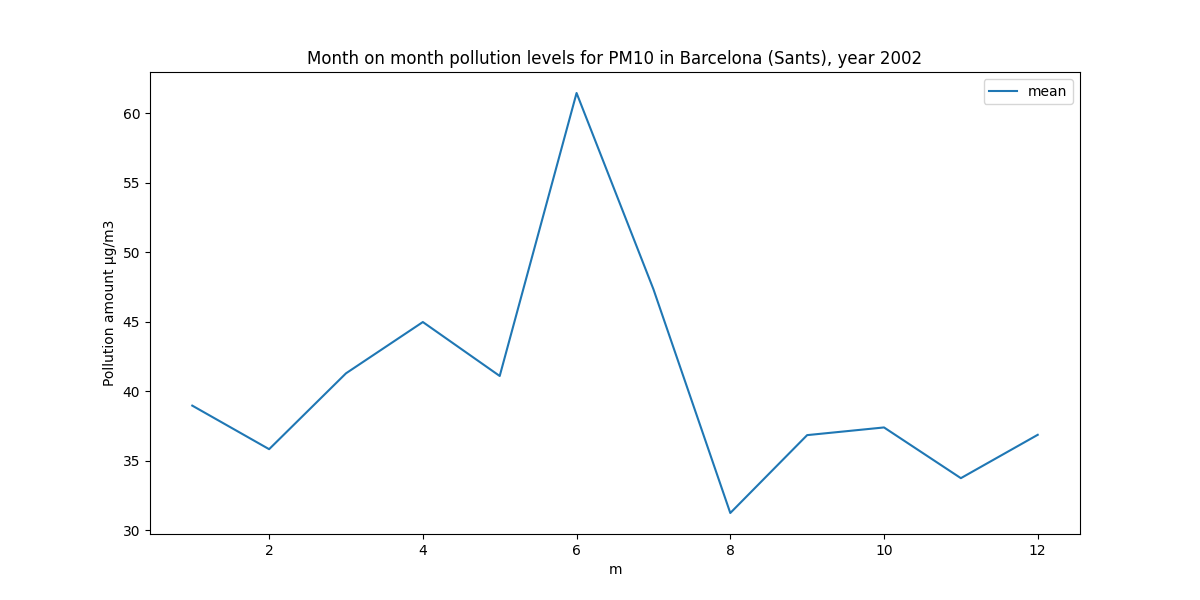 Month on month pollution levels for PM10 in Barcelona (Sants), year 2002
mean
Pollution amount µg/m3
60
55
50
45
40
35
30
2 4 6 8 10 12
m